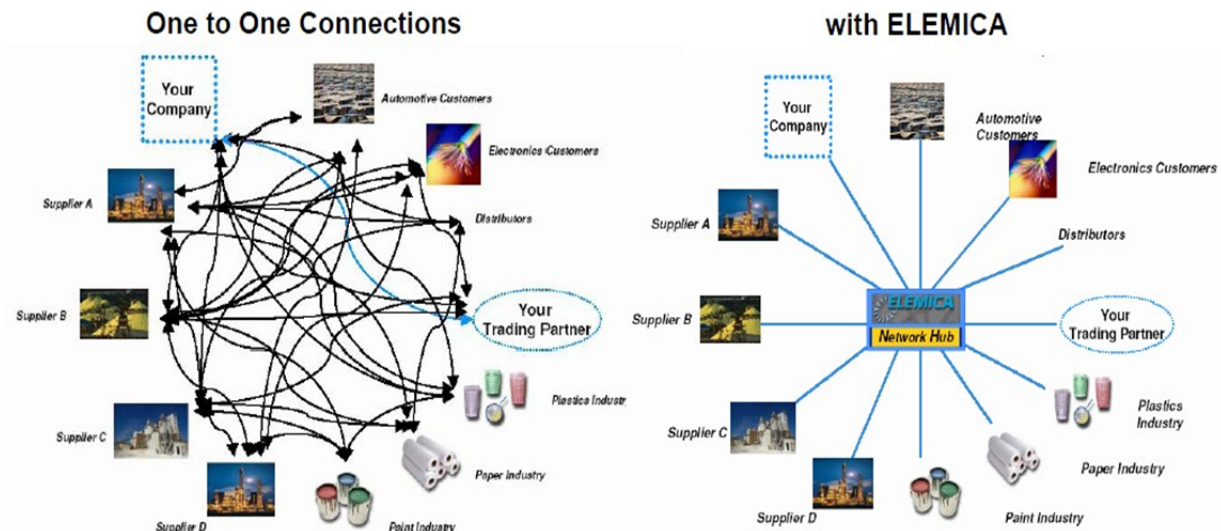 One to One Connections
Your
Company
Automotive Customers
Electronics Customers
Supplier A
Distributors
Supplier B
Your
Trading Partner
Plastics Industr
Supplier C
Paper Industry
Supplier D
Paint Industry
with ELEMICA
Your
Company
Automotive
Customers
Electronics Customers
Supplier A
Distributors
ELEMICA
Supplier B
Your
Trading Partner
Network Hub
Plastics
Industry
Supplier C
Paper Industry
Supplier D
Paint Industry